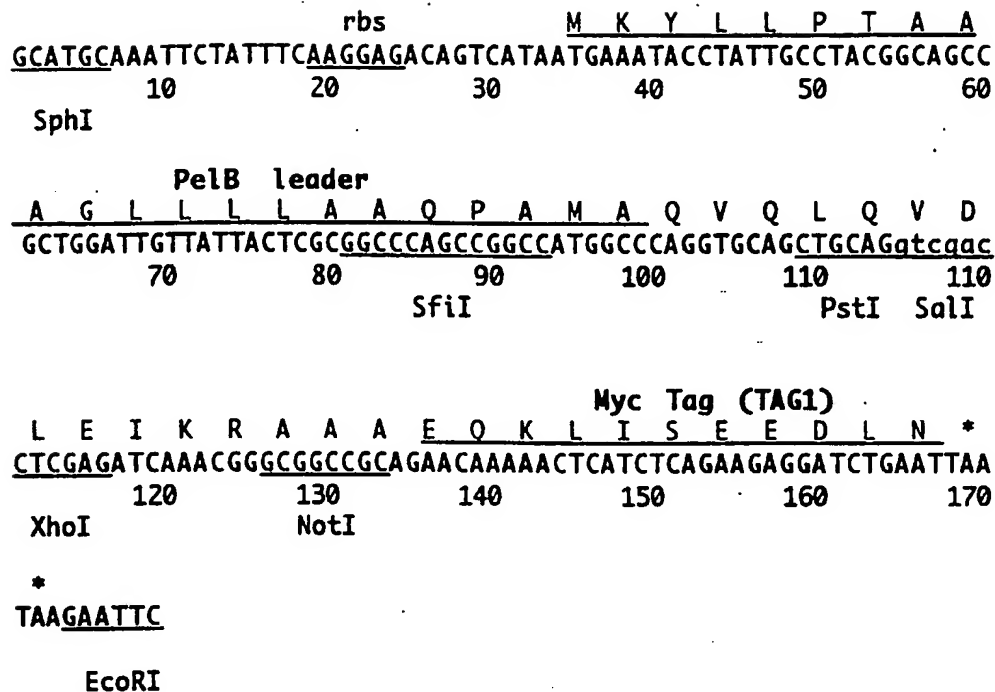 rbs M K Y L L P T A A
GCATGCAAATTCTATTTCAAGGAGACAGTCATAATGAAATACCTATTGCCTACGGCAGCC
10 20 30 40 50 60
SphI
PelB leader
A G L L L L A A Q P A M A Q V Q L Q V D
GCTGGATTGTTATTACTCGCGGCCCAGCCGGCCATGGCCCAGGTGCAGCTGCAGgtcgac
70 80 90 100 110 110
SfiI PstI SalI
Myc Tag (TAG1)
L E I K R A A A E Q K L I S E E D L N *
CTCGAGATCAAACGGGCGGCCGCAGAACAAAAACTCATCTCAGAAGAGGATCTGAATTAA
120 130 140 150 160 170
XhoI NotI
*
TAAGAATTC
EcoRI